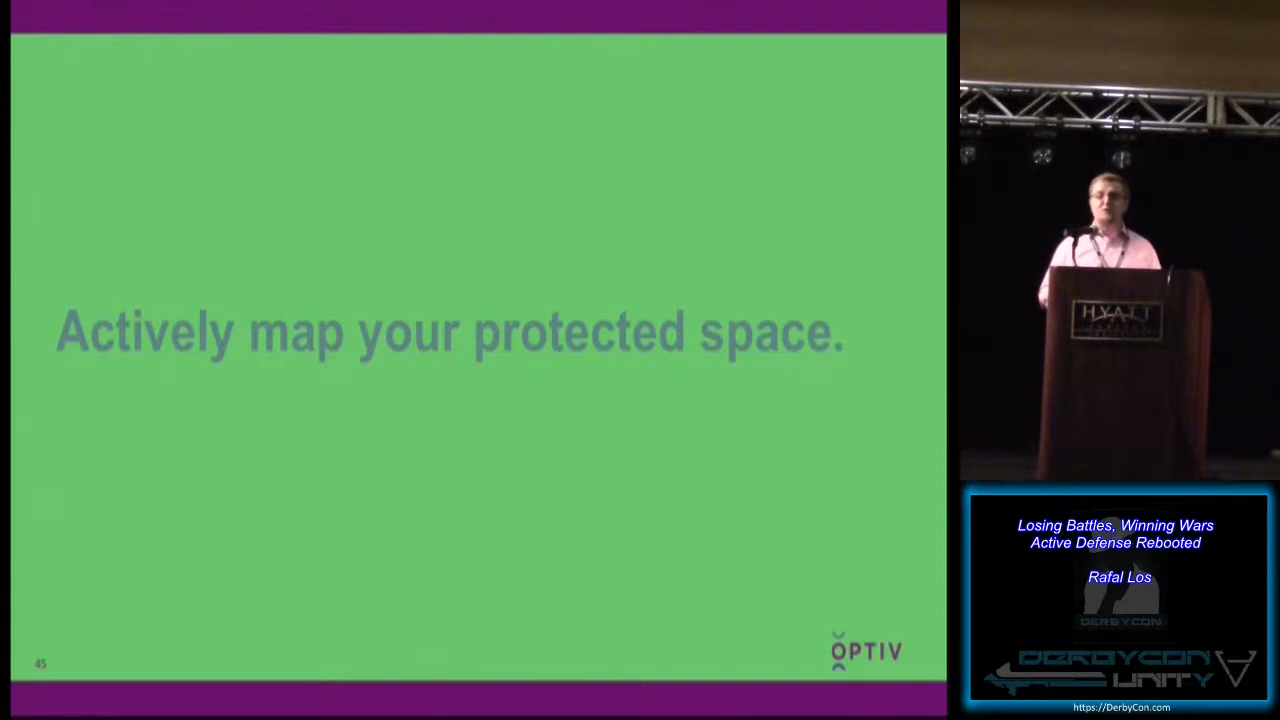 Actively map your protected space.
45
OPTIV
HYATT
Losing Battles, Winning Wars
Active Defense Rebooted
Rafal Los
DERBYCON
DERBYCON
UNITY
https://DerbyCon.com